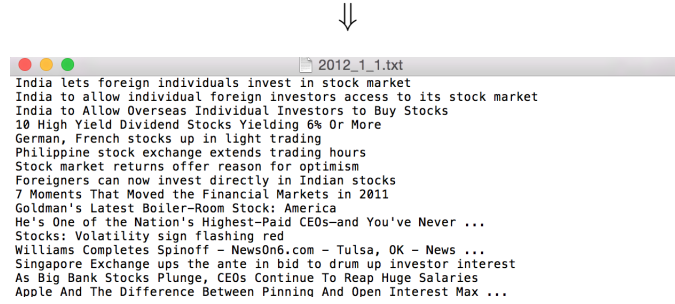 ⇓
2012_1_1.txt
India lets foreign individuals invest in stock market
India to allow individual foreign investors access to its stock market
India to Allow Overseas Individual Investors to Buy Stocks
10 High Yield Dividend Stocks Yielding 6% Or More
German, French stocks up in light trading
Philippine stock exchange extends trading hours
Stock market returns offer reason for optimism
Foreigners can now invest directly in Indian stocks
7 Moments That Moved the Financial Markets in 2011
Goldman's Latest Boiler-Room Stock: America
He's One of the Nation's Highest-Paid CEOs—and You've Never ...
Stocks: Volatility sign flashing red
Williams Completes Spinoff - NewsOn6.com - Tulsa, OK - News ...
Singapore Exchange ups the ante in bid to drum up investor interest
As Big Bank Stocks Plunge, CEOs Continue To Reap Huge Salaries
Apple And The Difference Between Pinning And Open Interest Max ...